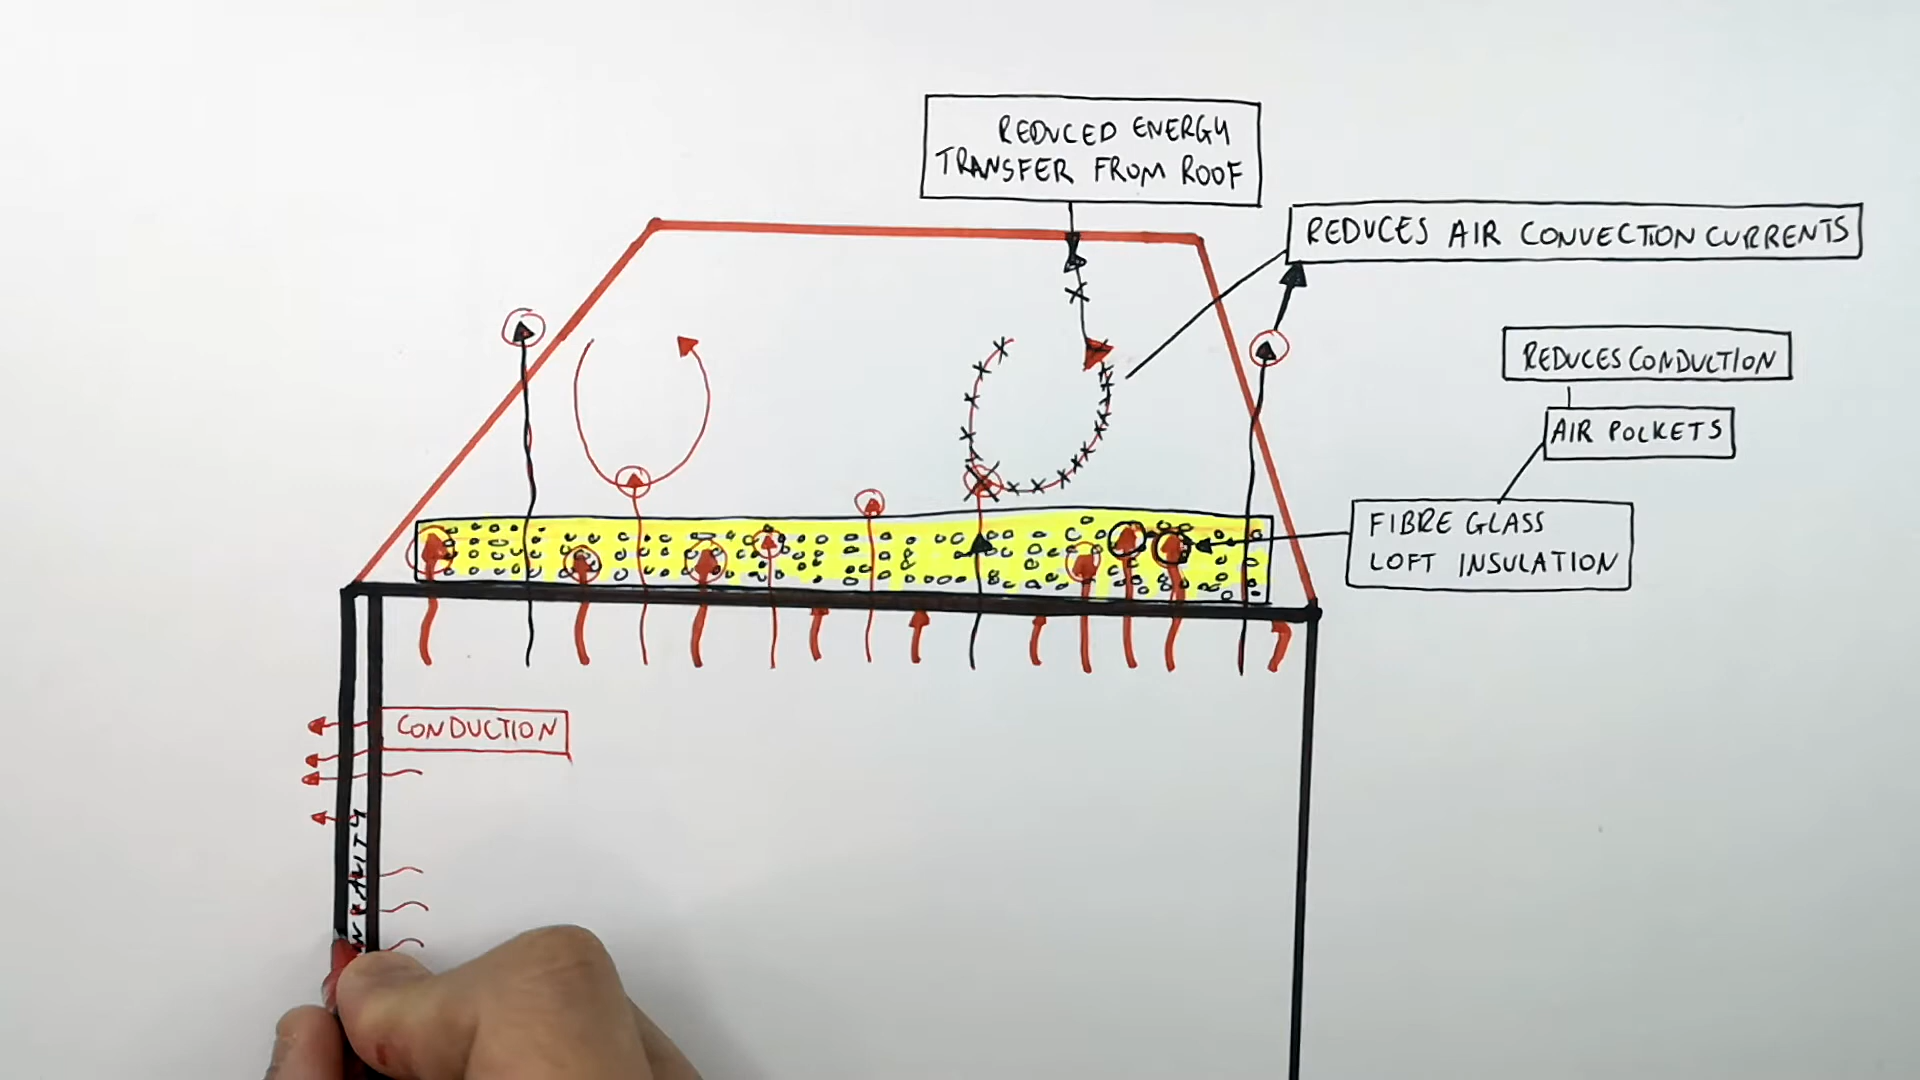 REDUCED ENERGY
TRANSFER FROM ROOF
REDUCES AIR CONVECTION CURRENTS
REDUCES CONDUCTION
AIR POCKETS
FIBRE GLASS
LOFT INSULATION
CONDUCTION